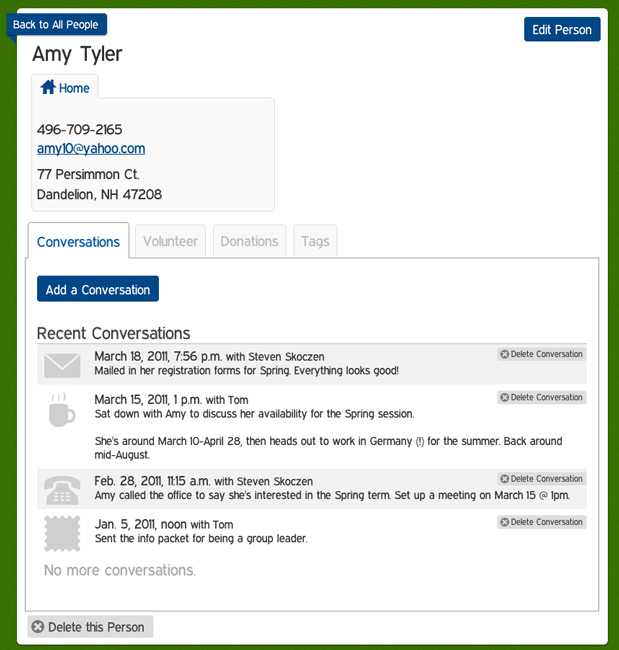 Back to All People
Edit Person
Amy Tyler
Home
496-709-2165
amy10@yahoo.com
77 Persimmon Ct.
Dandelion, NH 47208
Conversations
Volunteer
Donations
Tags
Add a Conversation
Recent Conversations
March 18, 2011, 7:56 p.m. with Steven Skoczen
Delete Conversation
Mailed in her registration forms for Spring. Everything looks good!
March 15, 2011, 1 p.m. with Tom
Delete Conversation
Sat down with Amy to discuss her availability for the Spring session.
She's around March 10-April 28, then heads out to work in Germany (!) for the summer. Back around
mid-August.
Feb. 28, 2011, 11:15 a.m. with Steven Skoczen
Delete Conversation
Amy called the office to say she's interested in the Spring term. Set up a meeting on March 15 @ 1pm.
Jan. 5, 2011, noon with Tom
Delete Conversation
Sent the info packet for being a group leader.
No more conversations.
Delete this Person